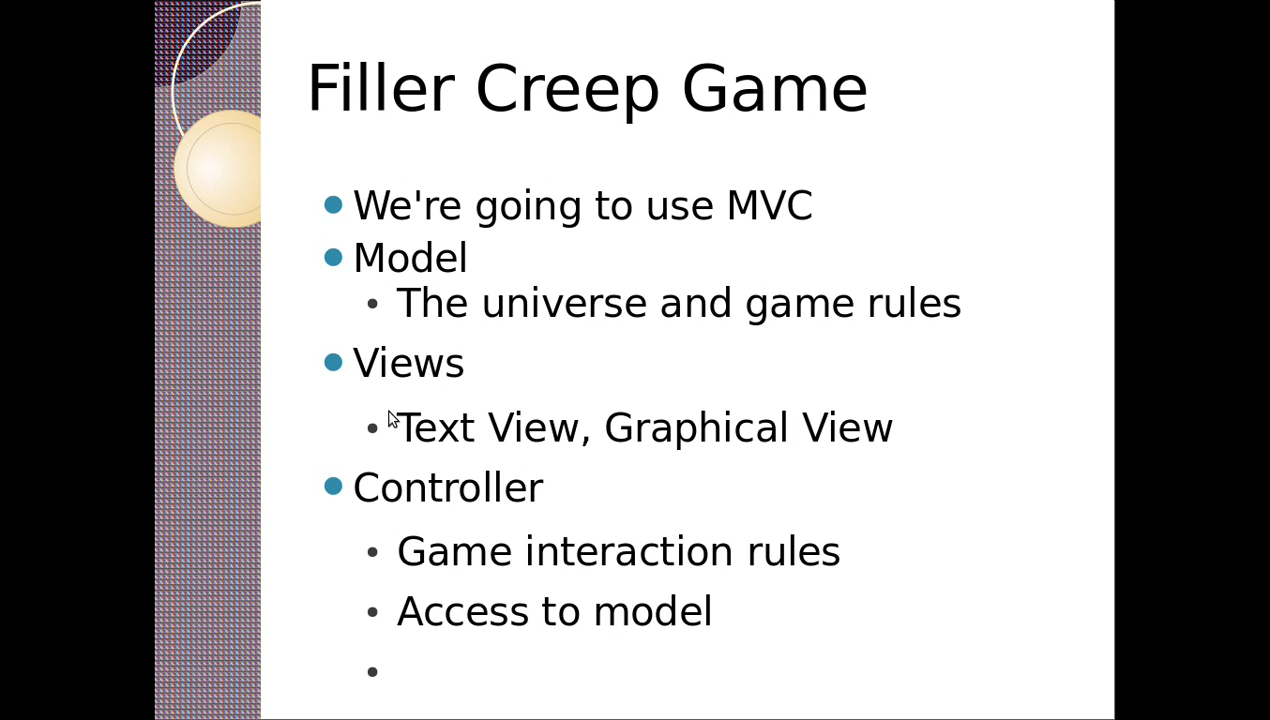 Filler Creep Game
We're going to use MVC
Model
The universe and game rules
Views
Text View, Graphical View
Controller
Game interaction rules
Access to model